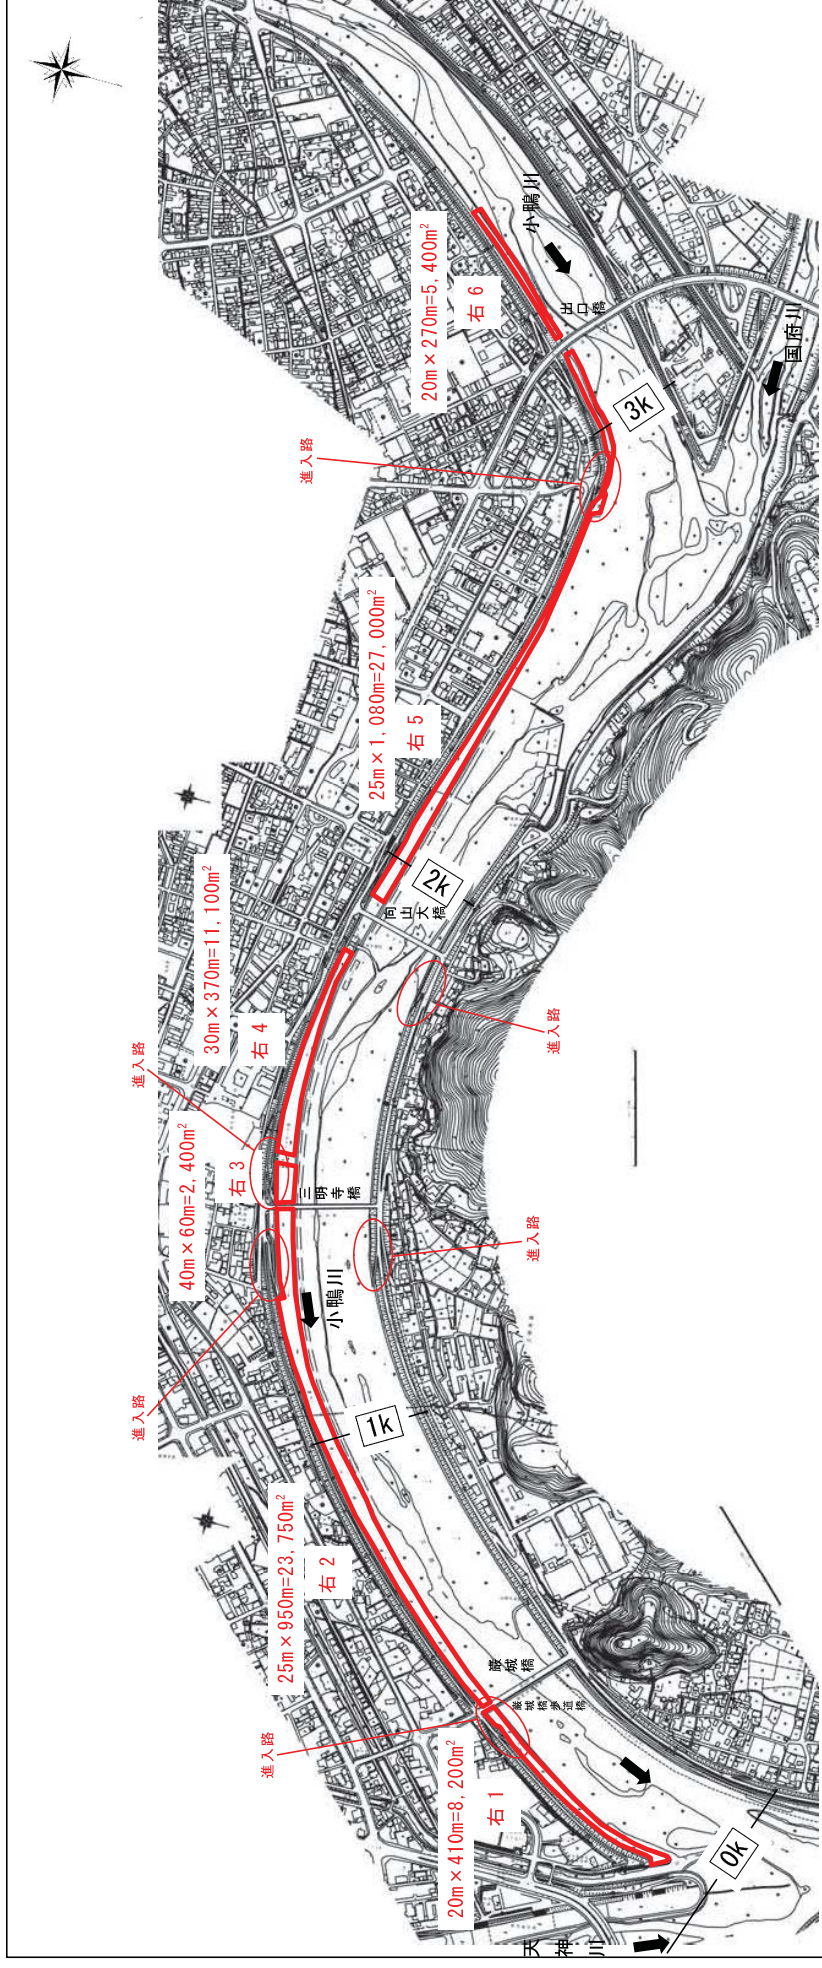 進入路
20m×410m=8,200m²
右1
25m×950m=23,750m²
右2
進入路
40m×60m=2,400m²
右3
進入路
30m×370m=11,100m²
右4
25m×1,080m=27,000m²
右5
進入路
20m×270m=5,400m²
右6
天神川
0k
巌城橋
巌城橋歩道橋
1k
小鴨川
三明寺橋
進入路
進入路
向山大橋
2k
3k
出口橋
小鴨川
国府川